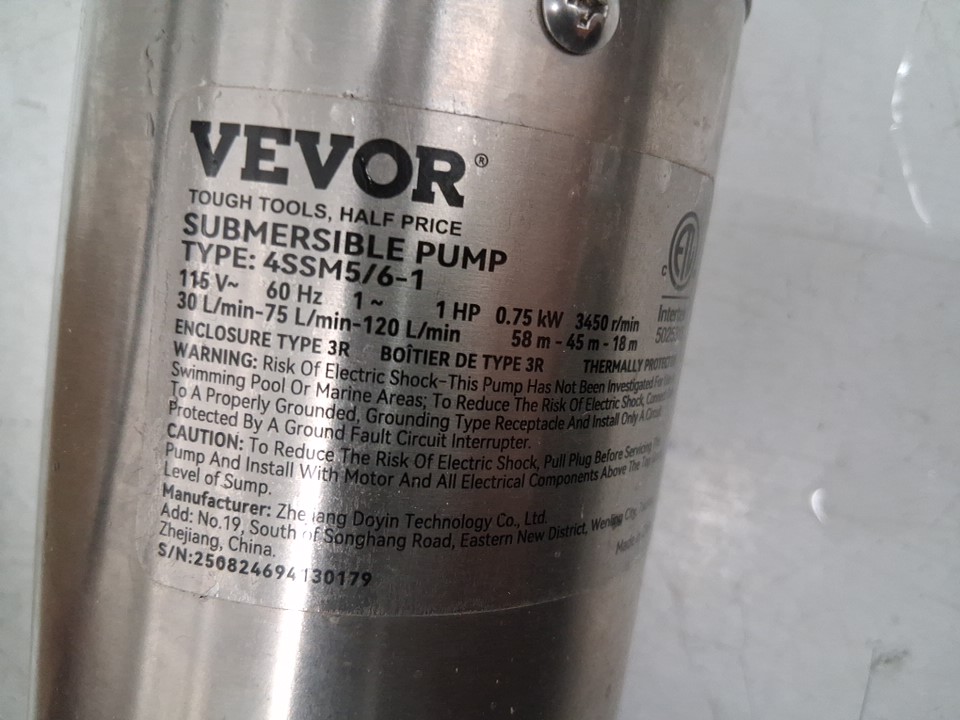 VEVOR®
TOUGH TOOLS, HALF PRICE
SUBMERSIBLE PUMP
TYPE: 4SSM5/6-1
115 V~ 60 Hz 1 ~ 1 HP 0.75 kW 3450 r/min
30 L/min-75 L/min-120 L/min 58 m - 45 m - 18 m
ENCLOSURE TYPE 3R BOÎTIER DE TYPE 3R THERMALLY
WARNING: Risk Of Electric Shock-This Pump Has Not Been Investigated For
Swimming Pool Or Marine Areas; To Reduce The Risk Of Electric Shock, Connect
To A Properly Grounded, Grounding Type Receptacle And Install Only A Circuit
Protected By A Ground Fault Circuit Interrupter.
CAUTION: To Reduce The Risk Of Electric Shock, Pull Plug Before Servicing
Pump And Install With Motor And All Electrical Components Above The
Level of Sump.
Manufacturer: Zhejiang Doyin Technology Co., Ltd.
Add: No.19, South of Songhang Road, Eastern New District, Wenling City,
Zhejiang, China.
S/N:250824694130179
C ETL
Intertek